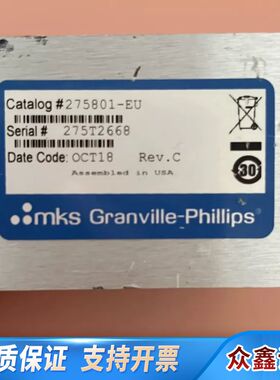 Catalog # 275801-EU
Serial # 275T2668
Date Code: OCT18 Rev.C
Assembled in USA
30
mks Granville-Phillips®
质保证 支持开票
众鑫